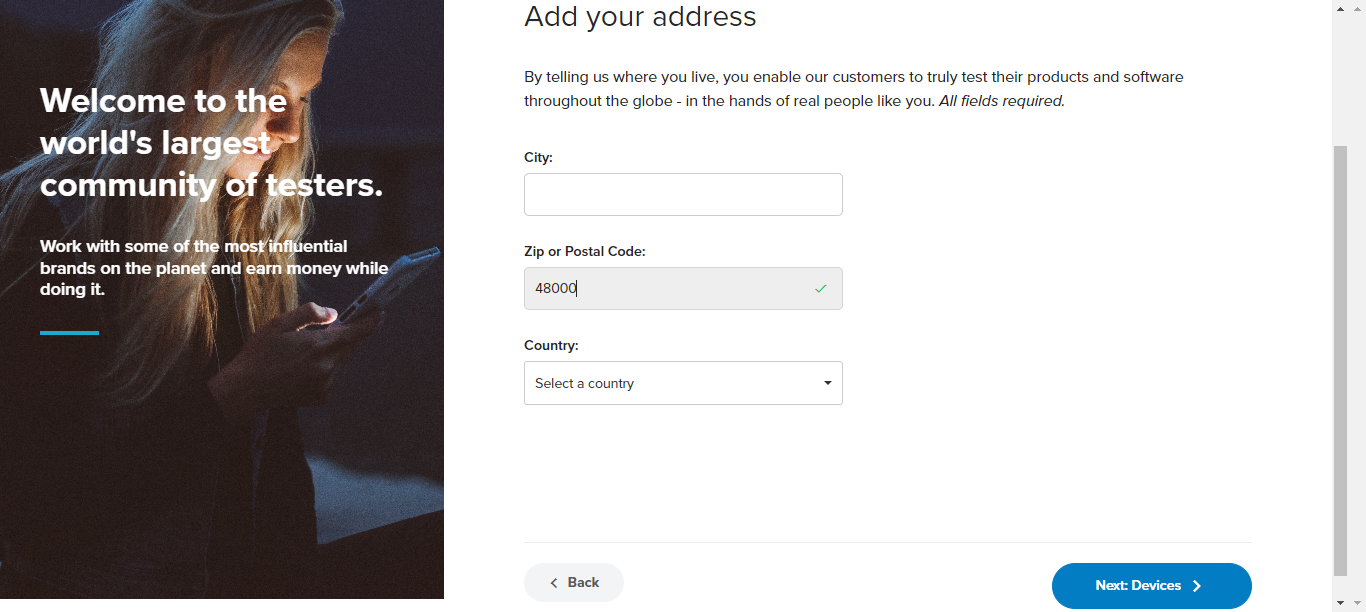 Welcome to the
world's largest
community of testers.
Work with some of the most influential
brands on the planet and earn money while
doing it.
Add your address
By telling us where you live, you enable our customers to truly test their products and software
throughout the globe - in the hands of real people like you. All fields required.
City:
Zip or Postal Code:
48000
Country:
Select a country
Back
Next: Devices